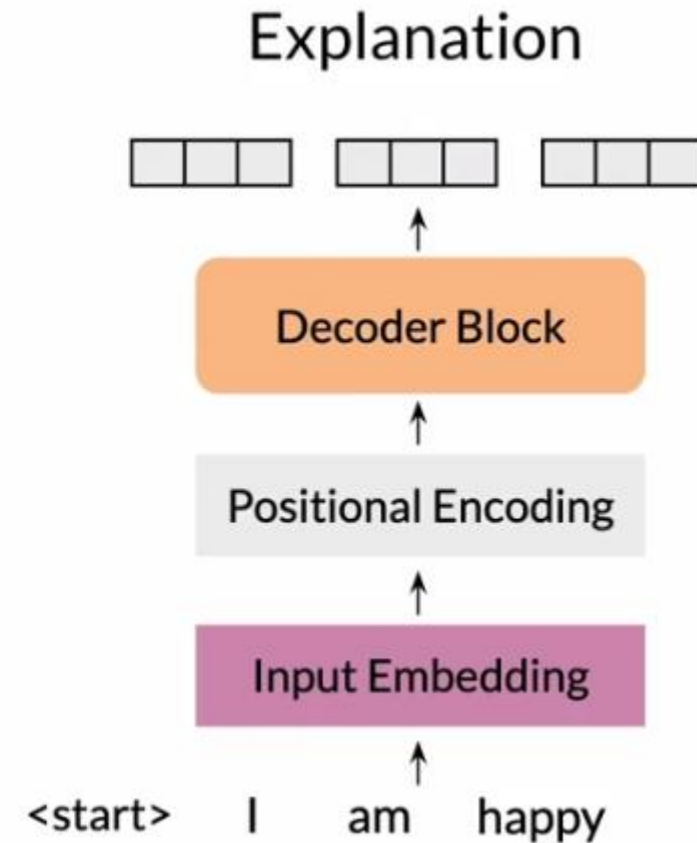 Explanation
Decoder Block
Positional Encoding
Input Embedding
<start> I am happy